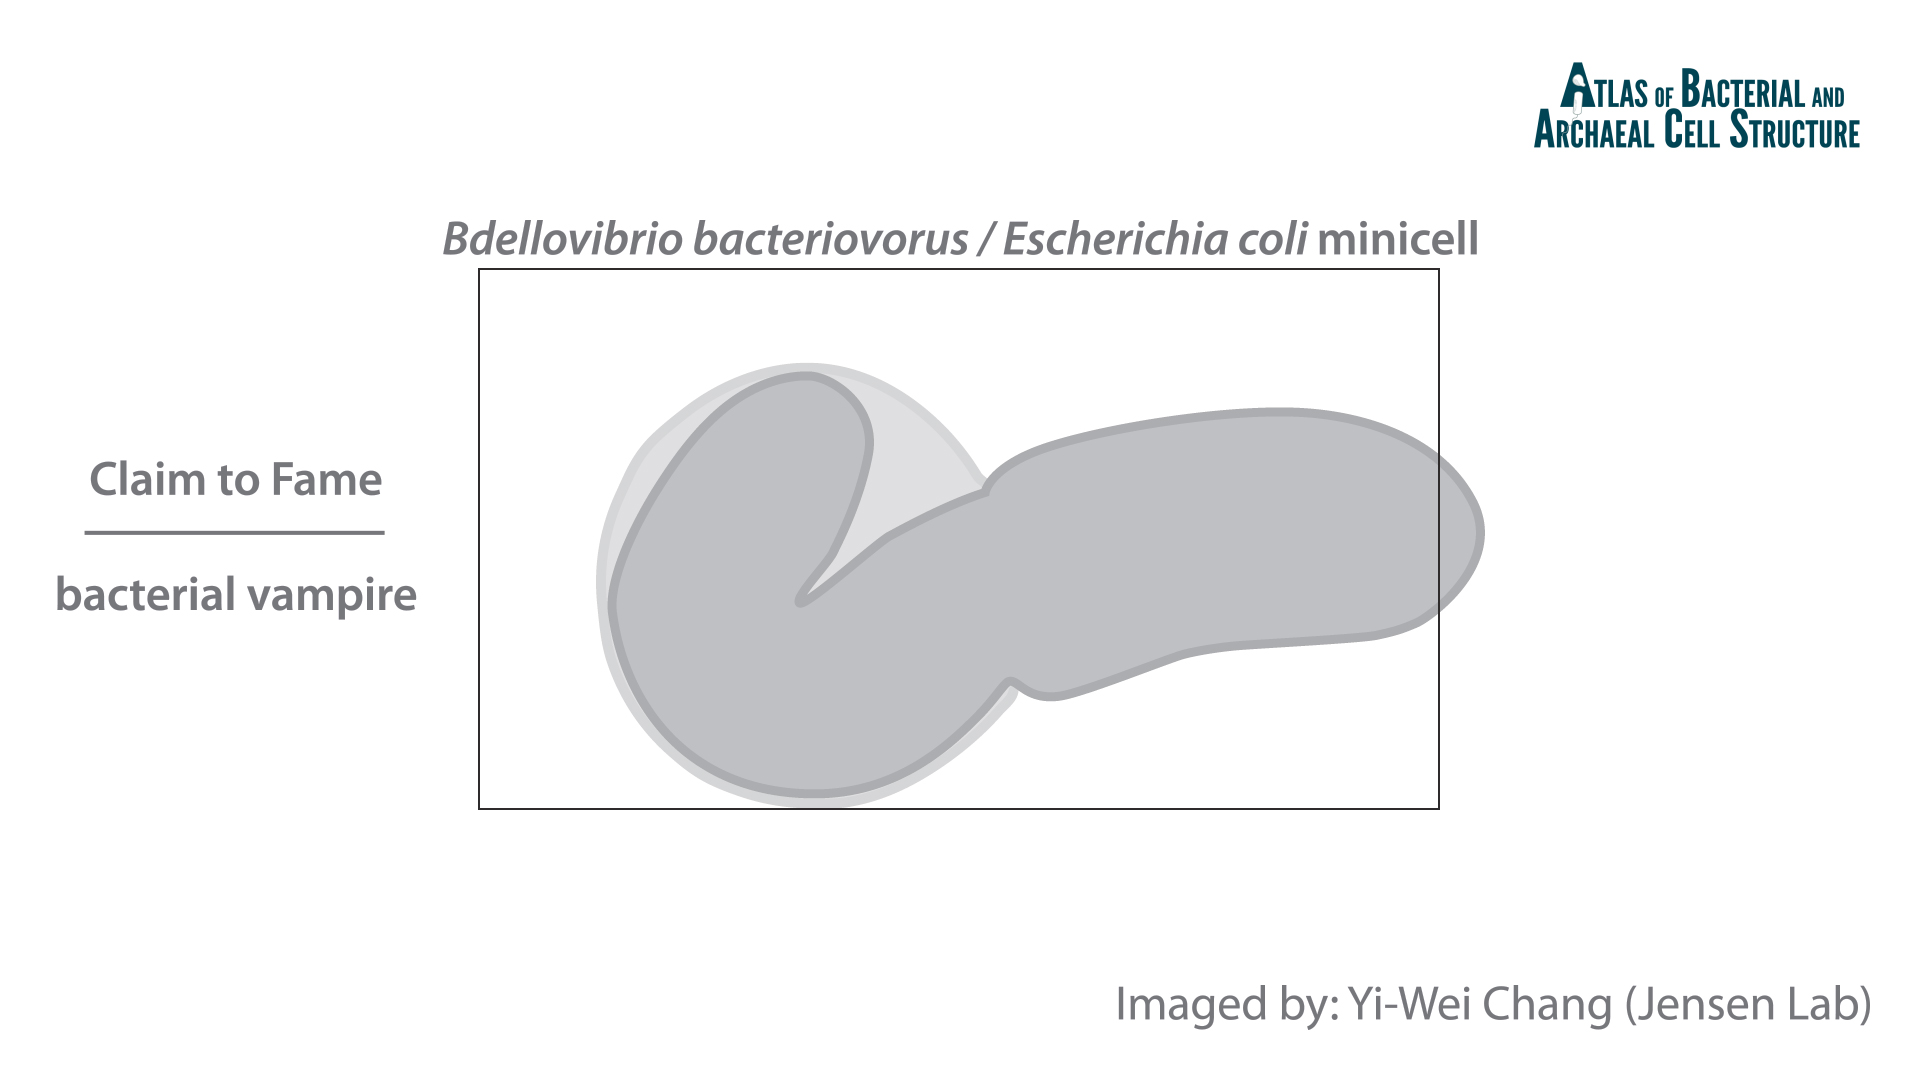 ATLAS OF BACTERIAL AND
ARCHAEAL CELL STRUCTURE
Bdellovibrio bacteriovorus / Escherichia coli minicell
Claim to Fame
bacterial vampire
Imaged by: Yi-Wei Chang (Jensen Lab)